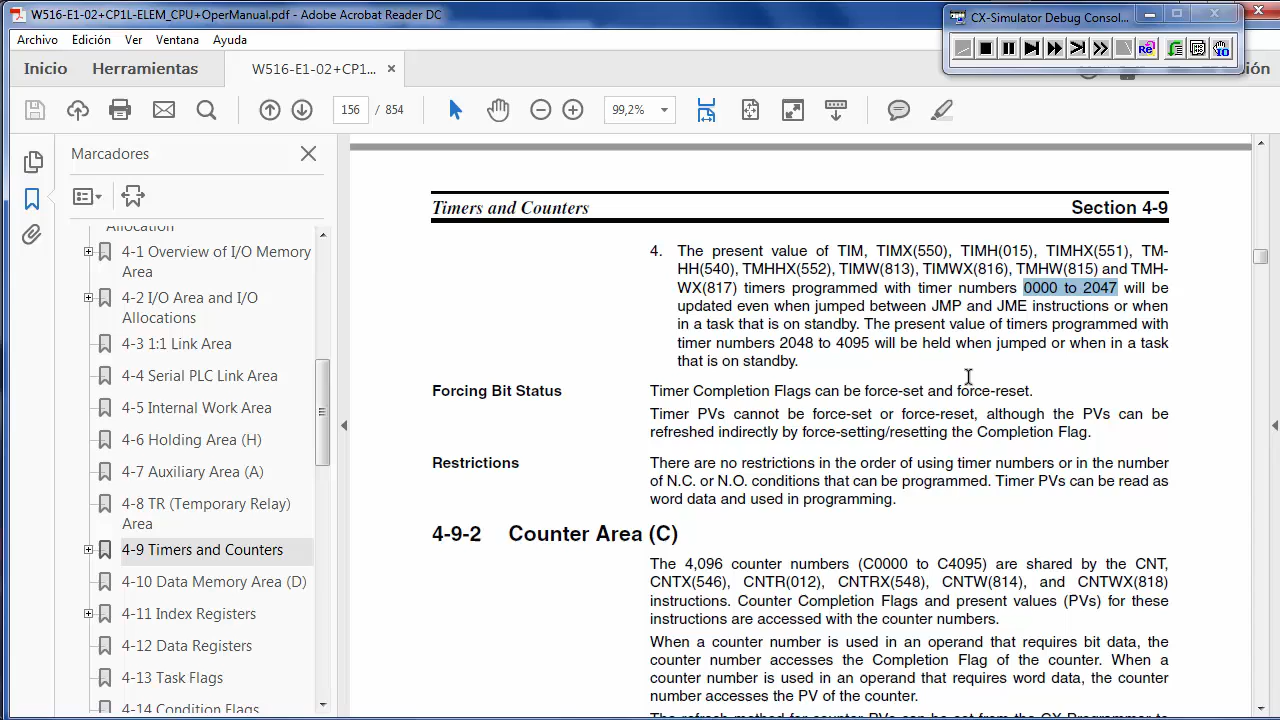 W516-E1-02+CP1L-ELEM_CPU+OperManual.pdf - Adobe Acrobat Reader DC
CX-Simulator Debug Consol...
Archivo Edición Ver Ventana Ayuda
Inicio Herramientas W516-E1-02+CP1... ×
156 / 854 99,2%
Marcadores
Allocation
4-1 Overview of I/O Memory
Area
4-2 I/O Area and I/O
Allocations
4-3 1:1 Link Area
4-4 Serial PLC Link Area
4-5 Internal Work Area
4-6 Holding Area (H)
4-7 Auxiliary Area (A)
4-8 TR (Temporary Relay)
Area
4-9 Timers and Counters
4-10 Data Memory Area (D)
4-11 Index Registers
4-12 Data Registers
4-13 Task Flags
4-14 Condition Flags
Timers and Counters Section 4-9
4. The present value of TIM, TIMX(550), TIMH(015), TIMHX(551), TM-
HH(540), TMHHX(552), TIMW(813), TIMWX(816), TMHW(815) and TMH-
WX(817) timers programmed with timer numbers 0000 to 2047 will be
updated even when jumped between JMP and JME instructions or when
in a task that is on standby. The present value of timers programmed with
timer numbers 2048 to 4095 will be held when jumped or when in a task
that is on standby.
Forcing Bit Status Timer Completion Flags can be force-set and force-reset.
Timer PVs cannot be force-set or force-reset, although the PVs can be
refreshed indirectly by force-setting/resetting the Completion Flag.
Restrictions There are no restrictions in the order of using timer numbers or in the number
of N.C. or N.O. conditions that can be programmed. Timer PVs can be read as
word data and used in programming.
4-9-2 Counter Area (C)
The 4,096 counter numbers (C0000 to C4095) are shared by the CNT,
CNTX(546), CNTR(012), CNTRX(548), CNTW(814), and CNTWX(818)
instructions. Counter Completion Flags and present values (PVs) for these
instructions are accessed with the counter numbers.
When a counter number is used in an operand that requires bit data, the
counter number accesses the Completion Flag of the counter. When a
counter number is used in an operand that requires word data, the counter
number accesses the PV of the counter.
The refresh method for counter PVs can be set from the CX-Programmer to